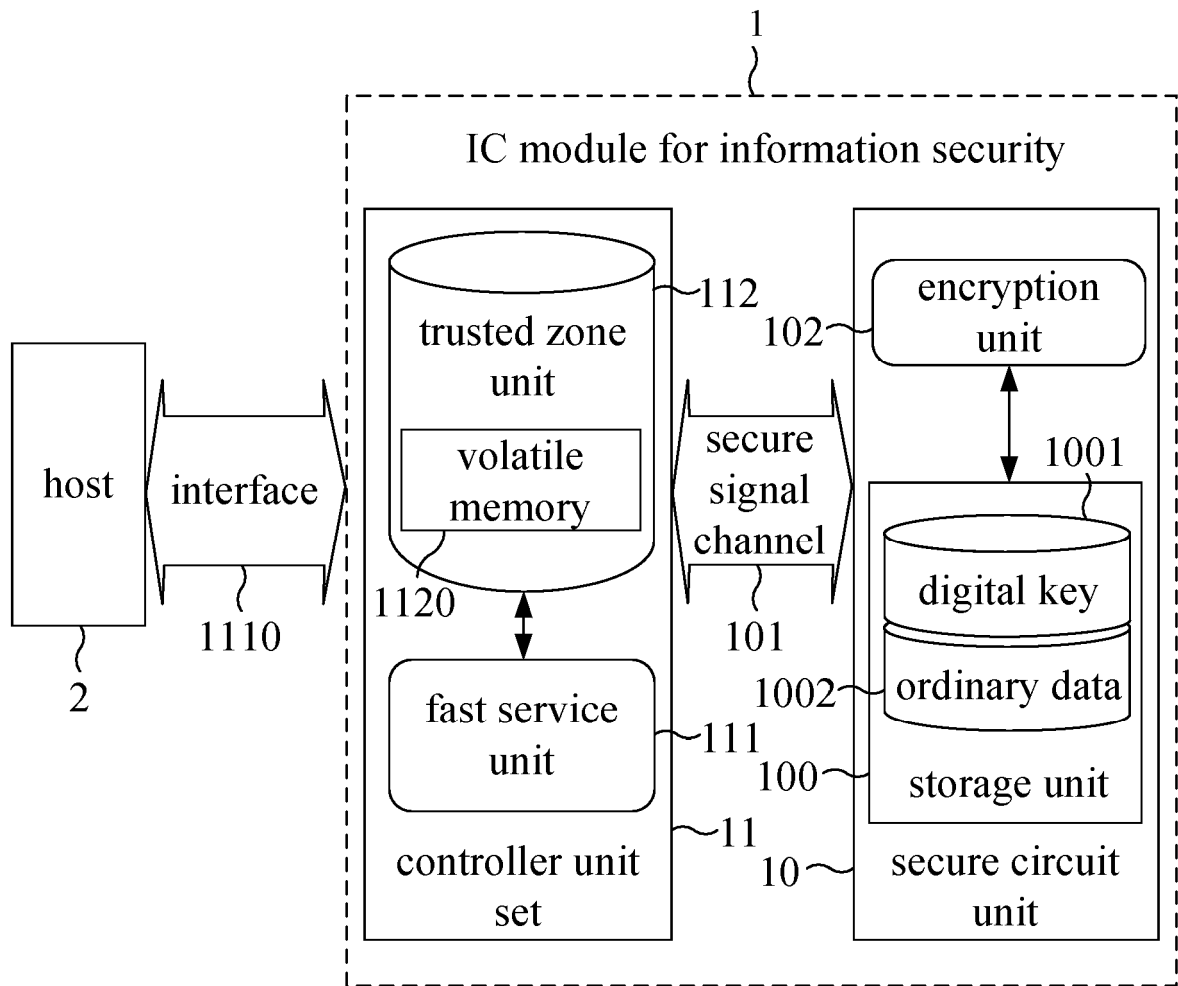 1
IC module for information security
112
trusted zone
unit
volatile
memory
1120
encryption
unit
102
host
2
interface
1110
secure
signal
channel
101
1001
digital key
1002
ordinary data
fast service
unit
111
100
storage unit
11
controller unit
set
10
secure circuit
unit